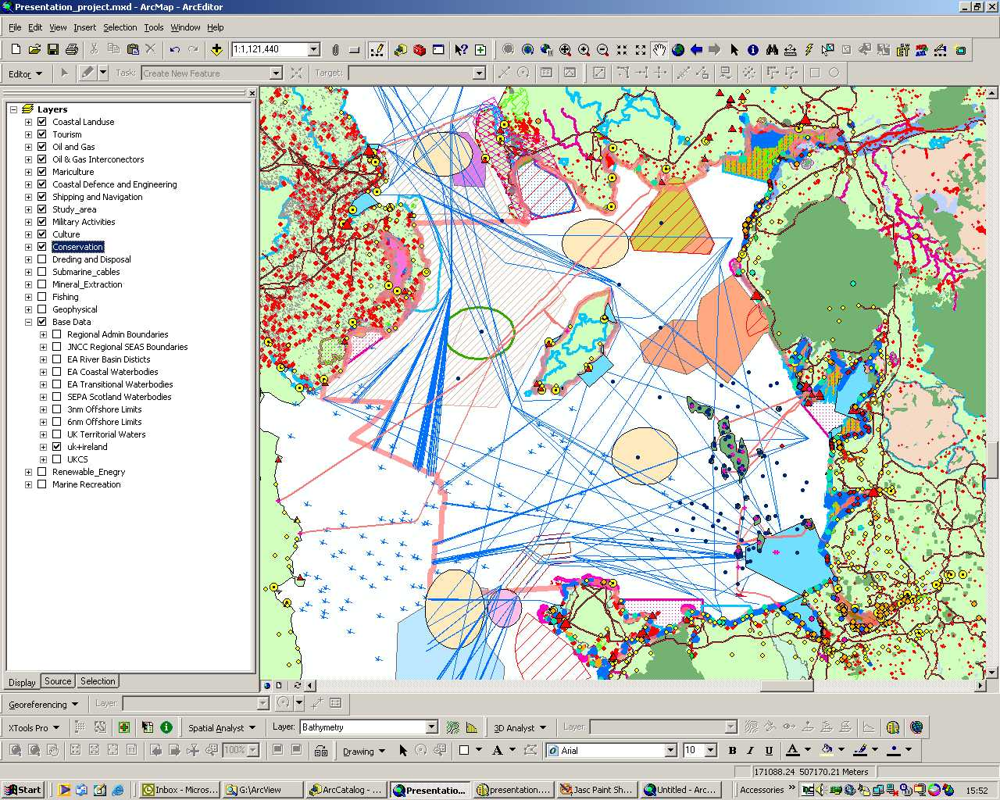 Presentation_project.mxd - ArcMap - ArcEditor
File Edit View Insert Selection Tools Window Help
1:1,121,440
Editor Task: Create New Feature Target:
Layers
Coastal Landuse
Tourism
Oil and Gas
Oil & Gas Interconectors
Mariculture
Coastal Defence and Engineering
Shipping and Navigation
Study_area
Military Activities
Culture
Conservation
Dreding and Disposal
Submarine_cables
Mineral_Extraction
Fishing
Geophysical
Base Data
Regional Admin Boundaries
JNCC Regional SEAS Boundaries
EA River Basin Disticts
EA Coastal Waterbodies
EA Transitional Waterbodies
SEPA Scotland Waterbodies
3nm Offshore Limits
6nm Offshore Limits
UK Territorial Waters
uk+ireland
UKCS
Renewable_Enegry
Marine Recreation
Display Source Selection
Georeferencing Layer:
XTools Pro Spatial Analyst Layer: Bathymetry 3D Analyst Layer:
100% Drawing A Arial 10 B I U A
171088.24 507170.21 Meters
Start Inbox - Micros... G:\ArcView ArcCatalog - ... Presentatio... presentation.... Jasc Paint Sh... Untitled - Arc... Accessories » 15:52